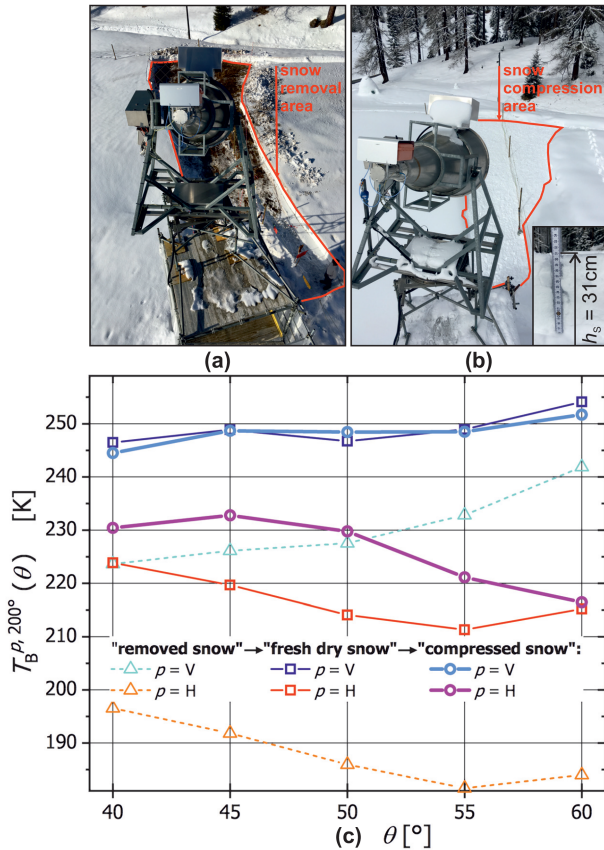 snow
removal
area
snow
compression
area
hₛ = 31cm
(a)
(b)
T_B^{p, 200°} (θ) [K]
250
240
230
220
210
200
190
"removed snow"→"fresh dry snow"→"compressed snow":
p = V p = V p = V
p = H p = H p = H
40 45 50 55 60
(c) θ [°]